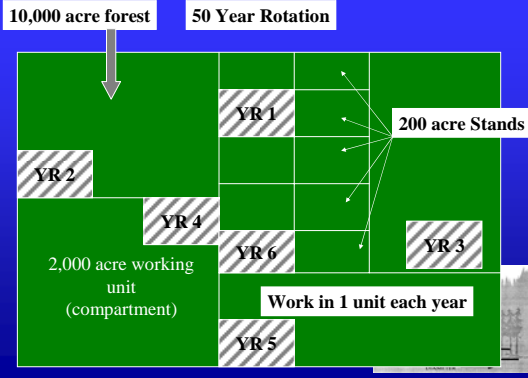 10,000 acre forest
50 Year Rotation
YR 1
200 acre Stands
YR 2
YR 4
YR 3
YR 6
2,000 acre working
unit
(compartment)
Work in 1 unit each year
YR 5